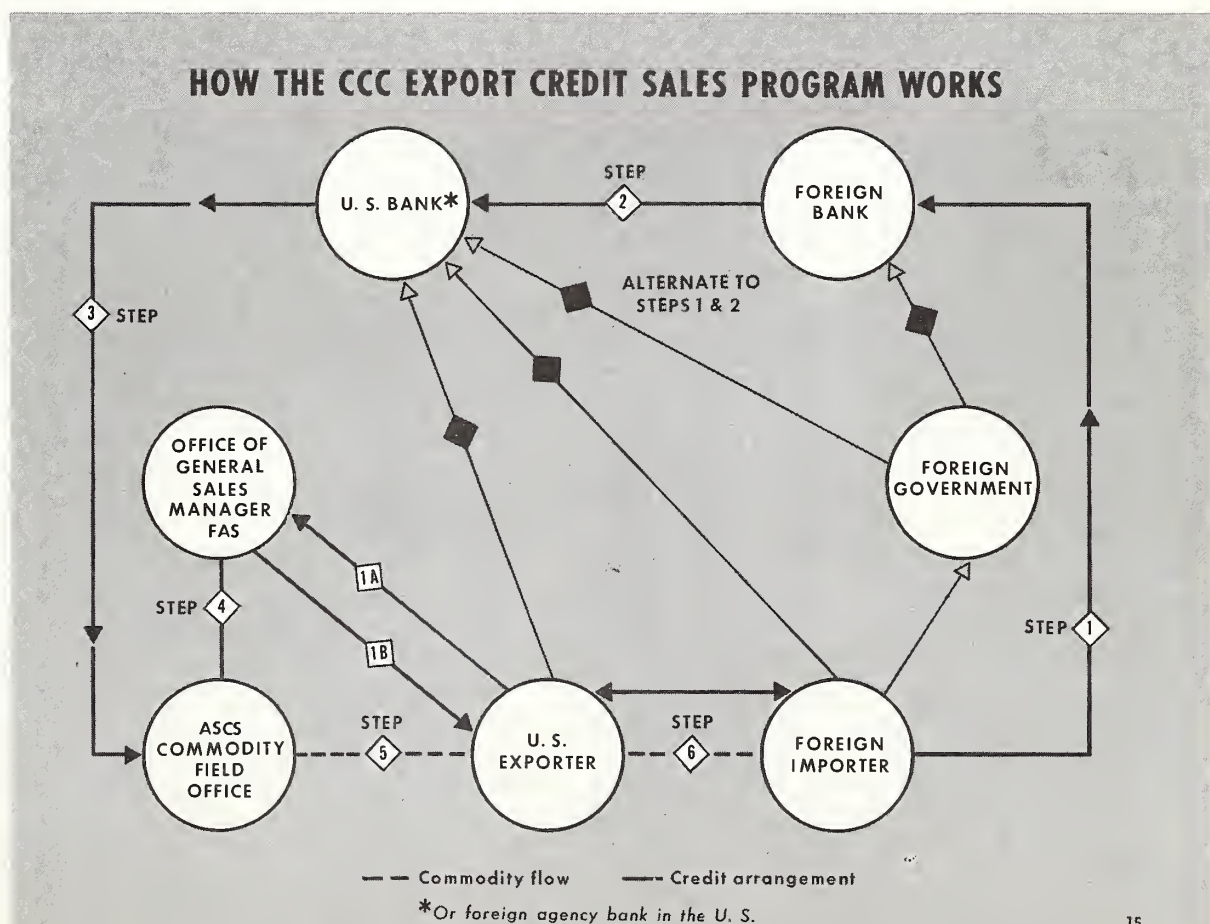 HOW THE CCC EXPORT CREDIT SALES PROGRAM WORKS
U. S. BANK*
STEP
2
FOREIGN
BANK
3 STEP
ALTERNATE TO
STEPS 1 & 2
OFFICE OF
GENERAL
SALES
MANAGER
FAS
FOREIGN
GOVERNMENT
1A
STEP 4
STEP 1
1B
ASCS
COMMODITY
FIELD
OFFICE
STEP
5
U. S.
EXPORTER
STEP
6
FOREIGN
IMPORTER
Commodity flow
Credit arrangement
*Or foreign agency bank in the U. S.
15